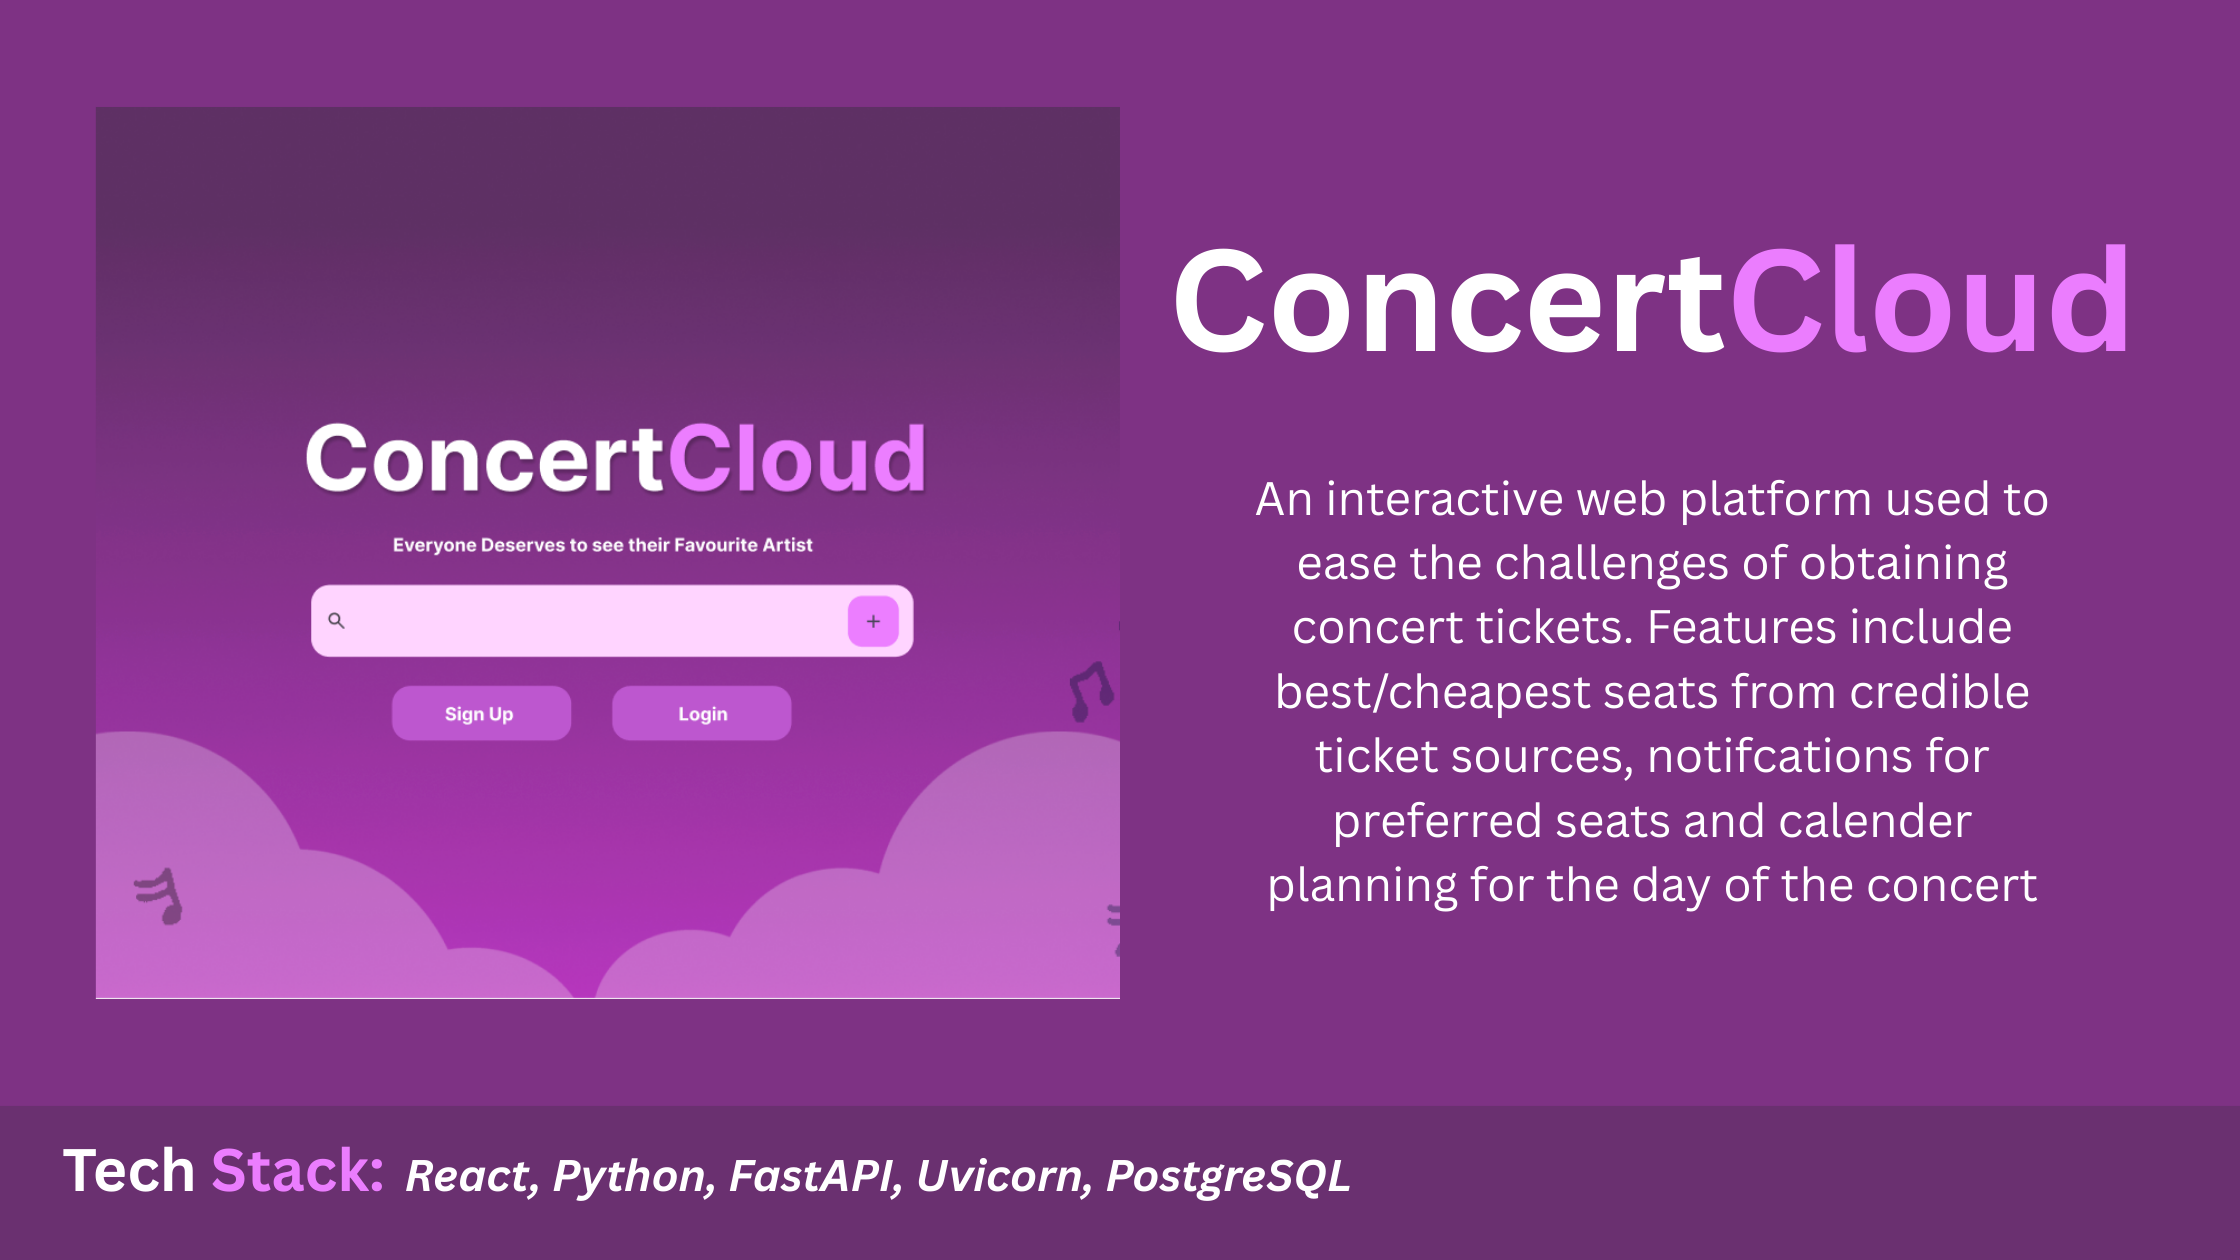 ConcertCloud
Everyone Deserves to see their Favourite Artist
+
Sign Up
Login
ConcertCloud
An interactive web platform used to
ease the challenges of obtaining
concert tickets. Features include
best/cheapest seats from credible
ticket sources, notifcations for
preferred seats and calender
planning for the day of the concert
Tech Stack: React, Python, FastAPI, Uvicorn, PostgreSQL